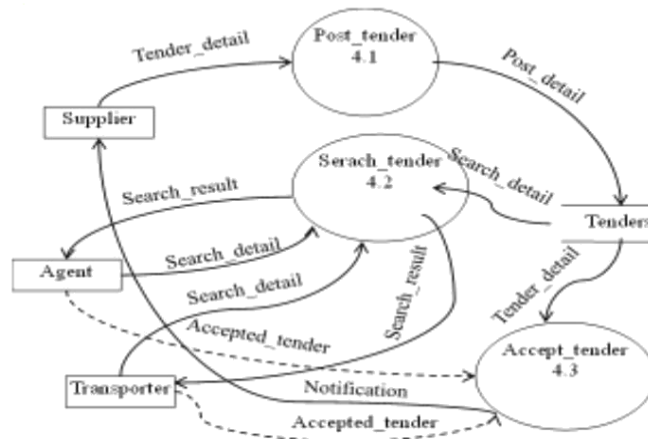 Post_tender
4.1
Tender_detail
Post_detail
Supplier
Serach_tender
4.2
Search_detail
Search_result
Tenders
Agent
Search_detail
Search_detail
Search_result
Tender_detail
Accepted_tender
Accept_tender
4.3
Transporter
Notification
Accepted_tender